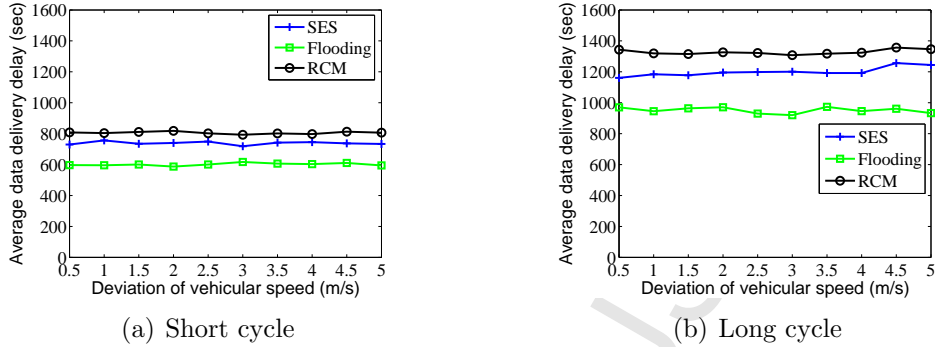 1600
1400
1200
1000
800
600
400
200
0
Average data delivery delay (sec)
SES
Flooding
RCM
0.5 1 1.5 2 2.5 3 3.5 4 4.5 5
Deviation of vehicular speed (m/s)
(a) Short cycle
1600
1400
1200
1000
800
600
400
200
0
Average data delivery delay (sec)
SES
Flooding
RCM
0.5 1 1.5 2 2.5 3 3.5 4 4.5 5
Deviation of vehicular speed (m/s)
(b) Long cycle